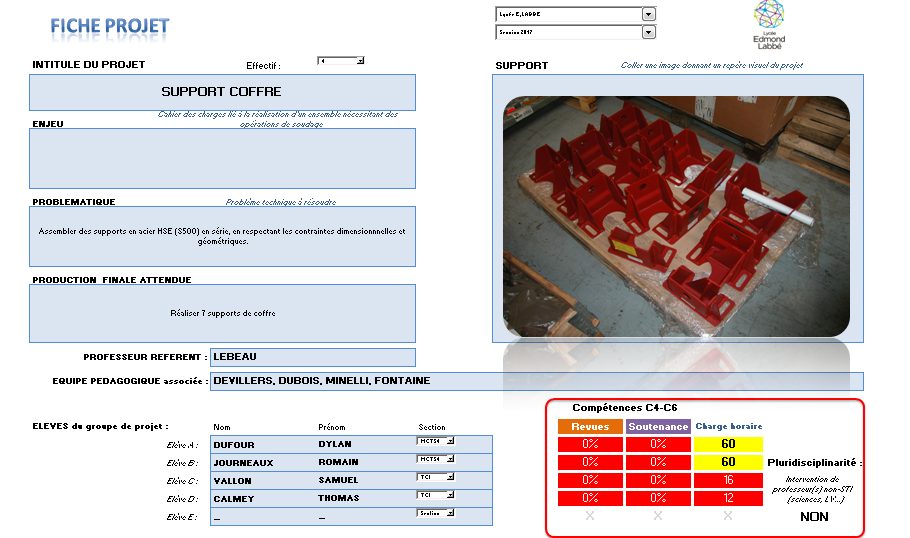 FICHE PROJET
Lycée E.LABBE
Session 2017
Lycée
Edmond
Labbé
INTITULE DU PROJET
Effectif :
4
SUPPORT
Coller une image donnant un repère visuel du projet
SUPPORT COFFRE
ENJEU
Cahier des charges lié à la réalisation d'un ensemble nécessitant des
opérations de soudage
PROBLEMATIQUE
Problème technique à résoudre
Assembler des supports en acier HSE (S500) en série, en respectant les contraintes dimensionnnelles et
géométriques.
PRODUCTION FINALE ATTENDUE
Réaliser 7 supports de coffre
PROFESSEUR REFERENT : LEBEAU
EQUIPE PEDAGOGIQUE associée : DEVILLERS, DUBOIS, MINELLI, FONTAINE
ELEVES du groupe de projet :
Nom Prénom Section
Elève A : DUFOUR DYLAN MCTS4
Elève B : JOURNEAUX ROMAIN MCTS4
Elève C : VALLON SAMUEL TCI
Elève D : CALMEY THOMAS TCI
Elève E : _ _ Section
Compétences C4-C6
Revues Soutenance Charge horaire
0% 0% 60
0% 0% 60
0% 0% 16
0% 0% 12
X X X
Pluridisciplinarité :
Intervention de
professeur(s) non-STI
(sciences, LV...)
NON